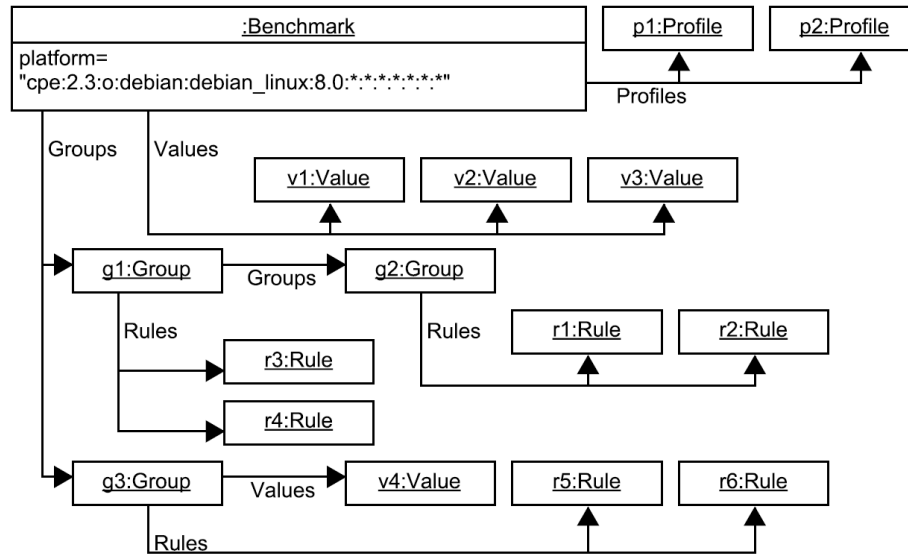 :Benchmark
platform=
"cpe:2.3:o:debian:debian_linux:8.0:*:*:*:*:*:*:*"
p1:Profile
p2:Profile
Profiles
Groups
Values
v1:Value
v2:Value
v3:Value
g1:Group
Groups
g2:Group
Rules
Rules
r1:Rule
r2:Rule
r3:Rule
r4:Rule
g3:Group
Values
v4:Value
r5:Rule
r6:Rule
Rules